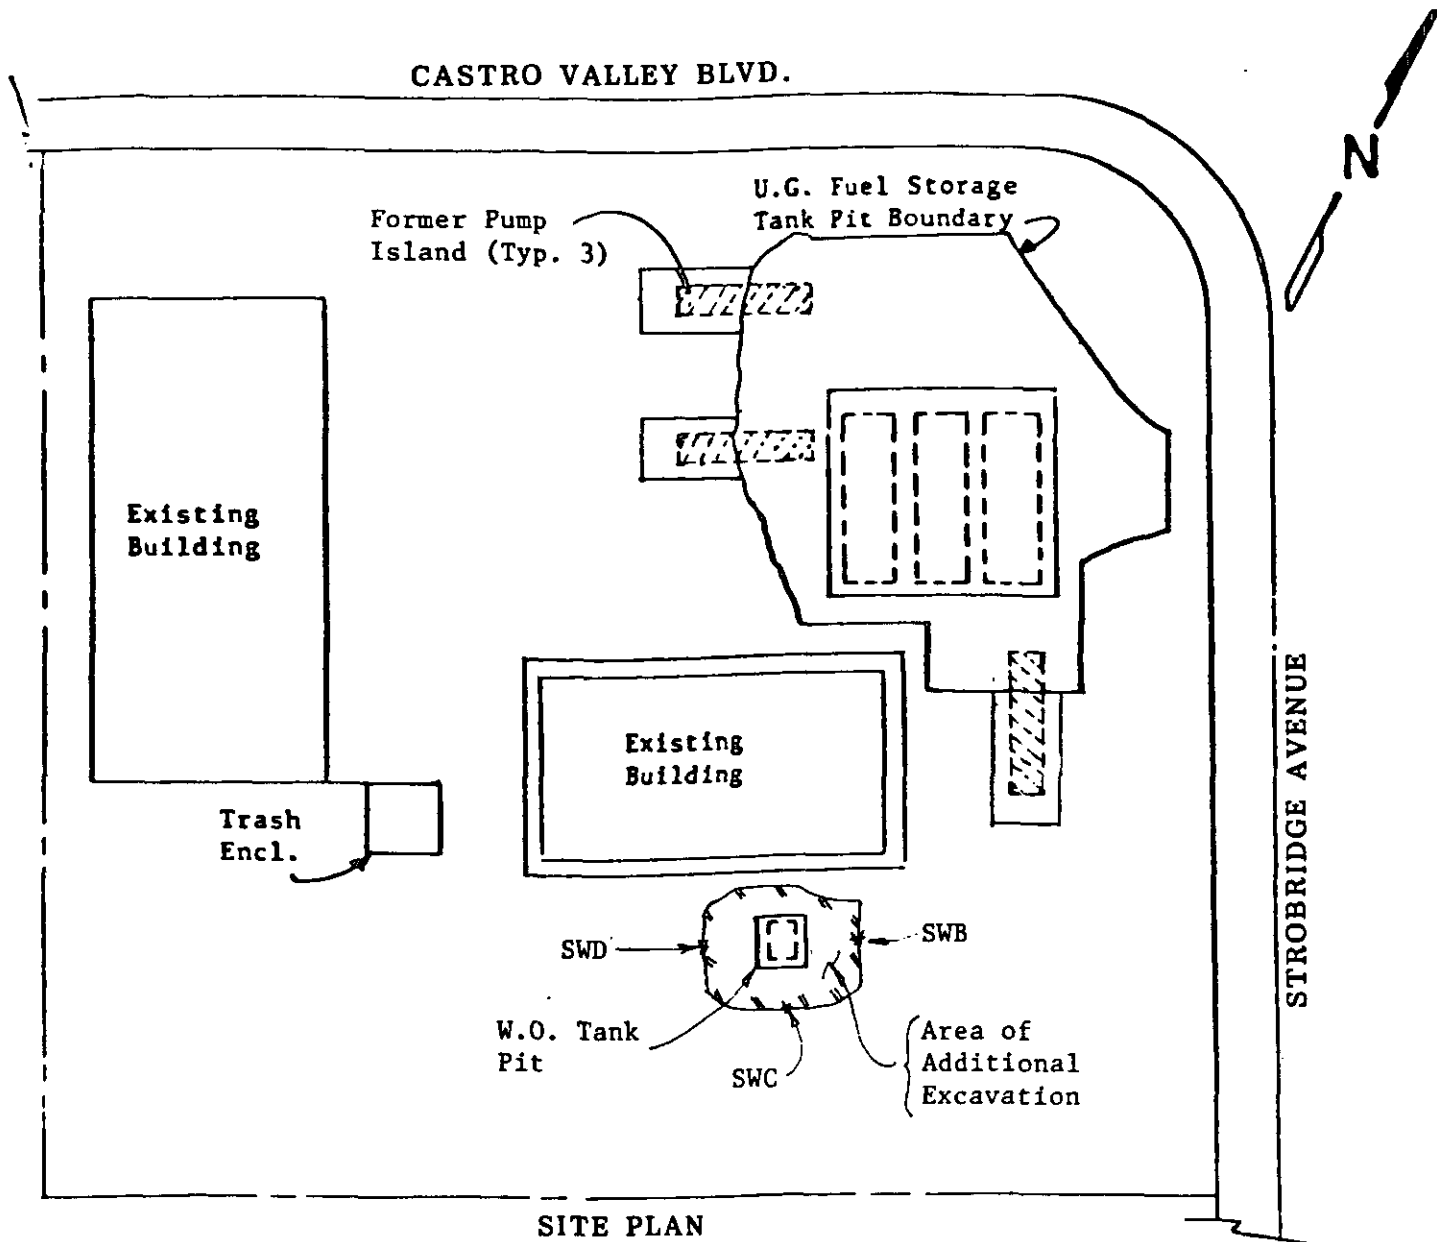 CASTRO VALLEY BLVD.
N
U.G. Fuel Storage
Tank Pit Boundary
Former Pump
Island (Typ. 3)
Existing
Building
Existing
Building
STROBRIDGE AVENUE
Trash
Encl.
SWD
SWB
W.O. Tank
Pit
SWC
Area of
Additional
Excavation
SITE PLAN